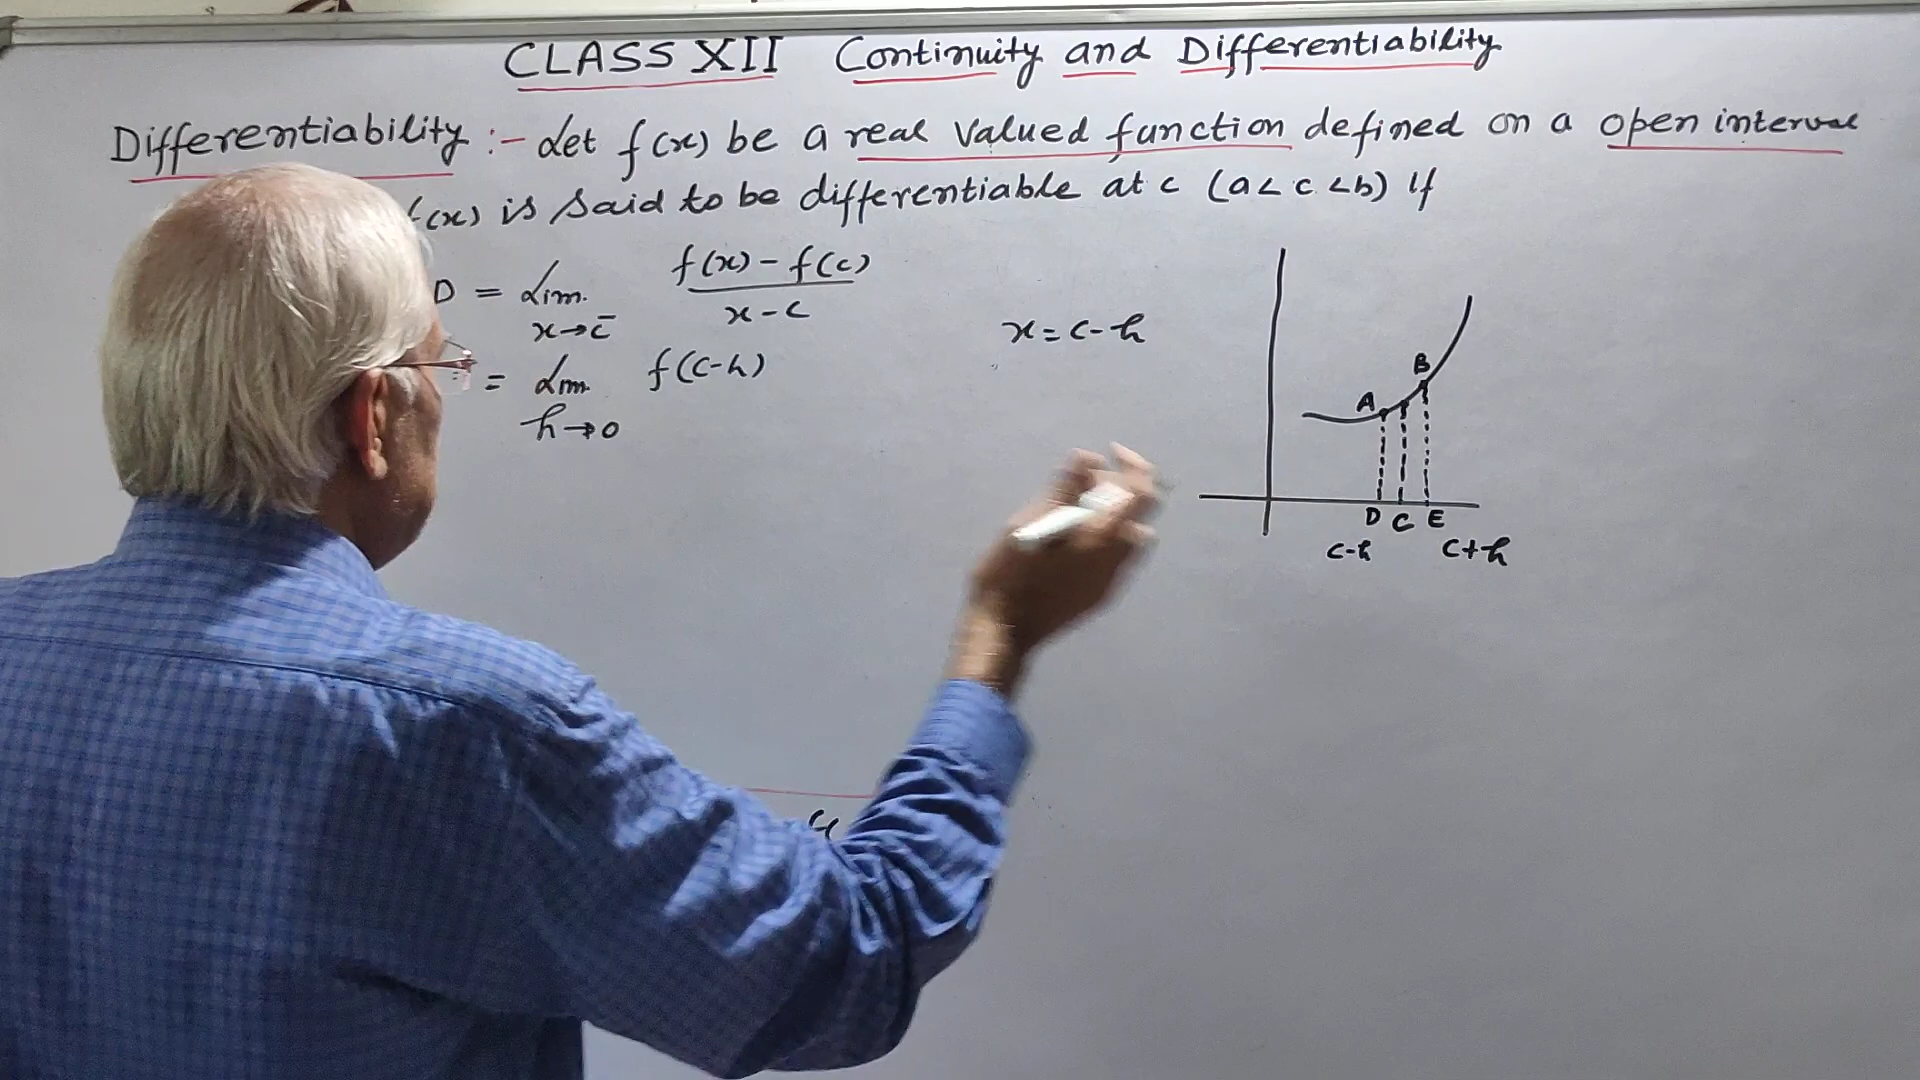 CLASS XII Continuity and Differentiability
Differentiability :- Let f(x) be a real valued function defined on a open interval
f(x) is said to be differentiable at c (a < c < b) If
D = Lim. f(x) - f(c)
x→c⁻ x - c
x = c - h
= Lim. f(c-h)
h→0
B
A
D C E
c-h c+h